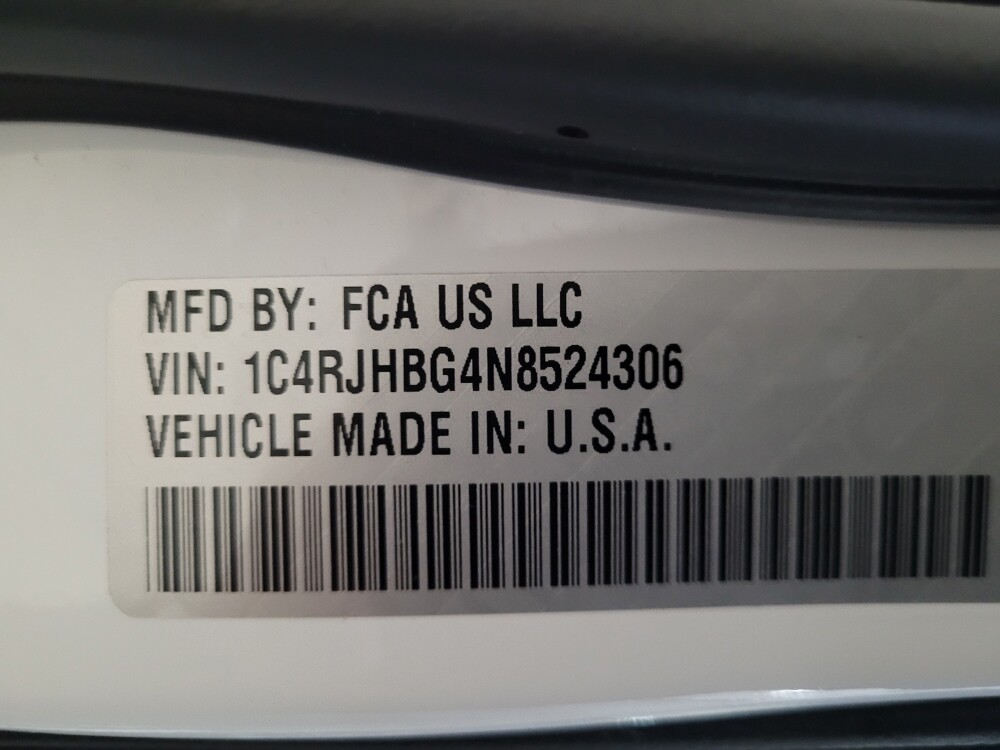 MFD BY: FCA US LLC
VIN: 1C4RJHBG4N8524306
VEHICLE MADE IN: U.S.A.